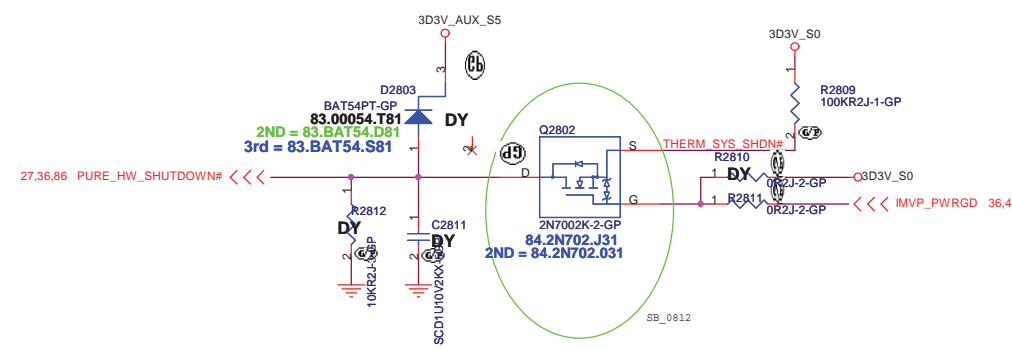 3D3V_AUX_S5
3
D2803
BAT54PT-GP
83.00054.T81
DY
2ND = 83.BAT54.D81
3rd = 83.BAT54.S81
1
2
27,36,86 PURE_HW_SHUTDOWN#
1
R2812
DY
2
10KR2J-3-GP
1
C2811
DY
2
Q2802
D
S
G
2N7002K-2-GP
84.2N702.J31
2ND = 84.2N702.031
SB_0812
3D3V_S0
1
R2809
100KR2J-1-GP
2
THERM_SYS_SHDN#
R2810
1
DY
0R2J-2-GP
3D3V_S0
1
R2811
0R2J-2-GP
IMVP_PWRGD 36,4